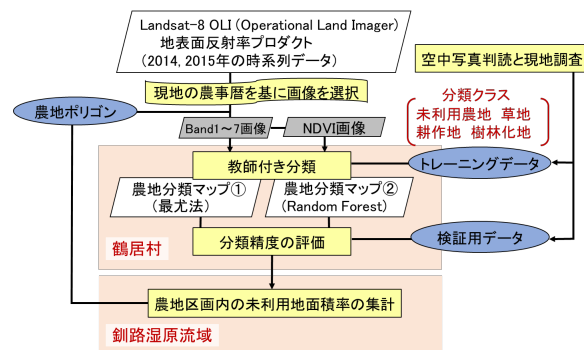 Landsat-8 OLI (Operational Land Imager)
地表面反射率プロダクト
(2014, 2015年の時系列データ)
空中写真判読と現地調査
現地の農事暦を基に画像を選択
農地ポリゴン
分類クラス
未利用農地 草地
耕作地 樹林化地
Band1～7画像
NDVI画像
教師付き分類
トレーニングデータ
農地分類マップ①
(最尤法)
農地分類マップ②
(Random Forest)
鶴居村
分類精度の評価
検証用データ
農地区画内の未利用地面積率の集計
釧路湿原流域